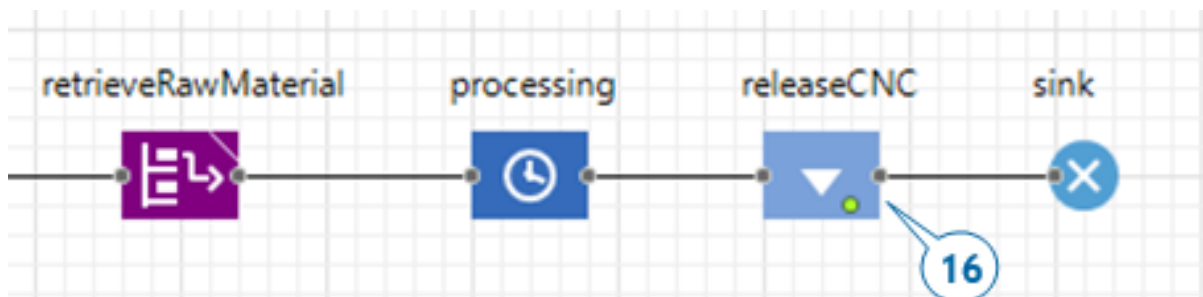 retrieveRawMaterial
processing
releaseCNC
sink
16